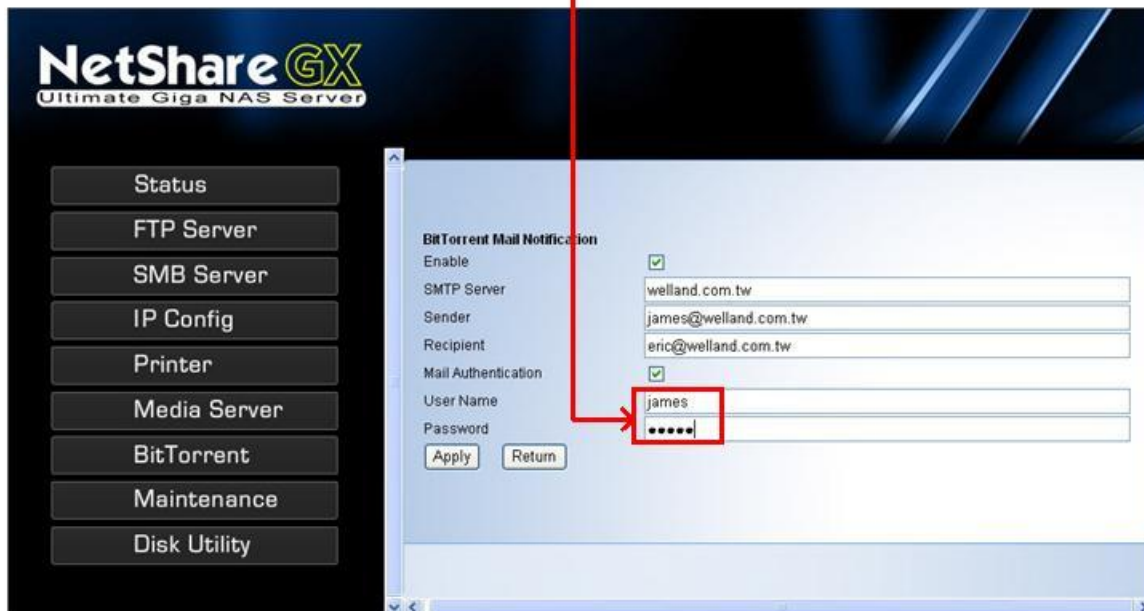 NetShare GX
Ultimate Giga NAS Server
Status
FTP Server
SMB Server
IP Config
Printer
Media Server
BitTorrent
Maintenance
Disk Utility
BitTorrent Mail Notification
Enable
SMTP Server welland.com.tw
Sender james@welland.com.tw
Recipient eric@welland.com.tw
Mail Authentication
User Name james
Password •••••
Apply Return